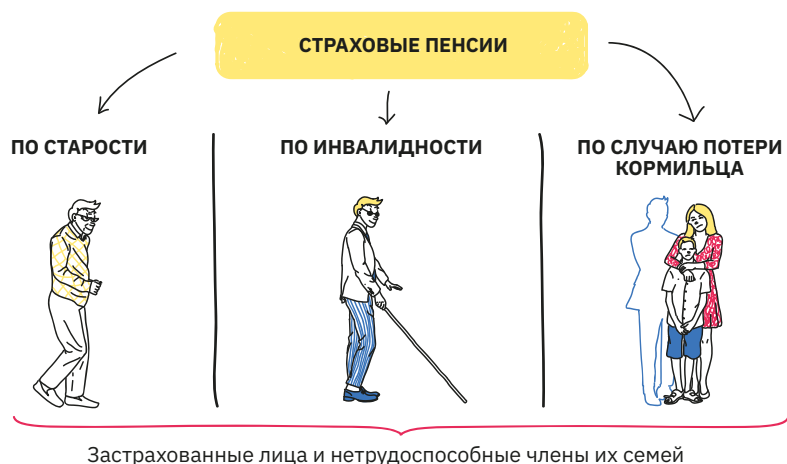 СТРАХОВЫЕ ПЕНСИИ
ПО СТАРОСТИ
ПО ИНВАЛИДНОСТИ
ПО СЛУЧАЮ ПОТЕРИ
КОРМИЛЬЦА
Застрахованные лица и нетрудоспособные члены их семей